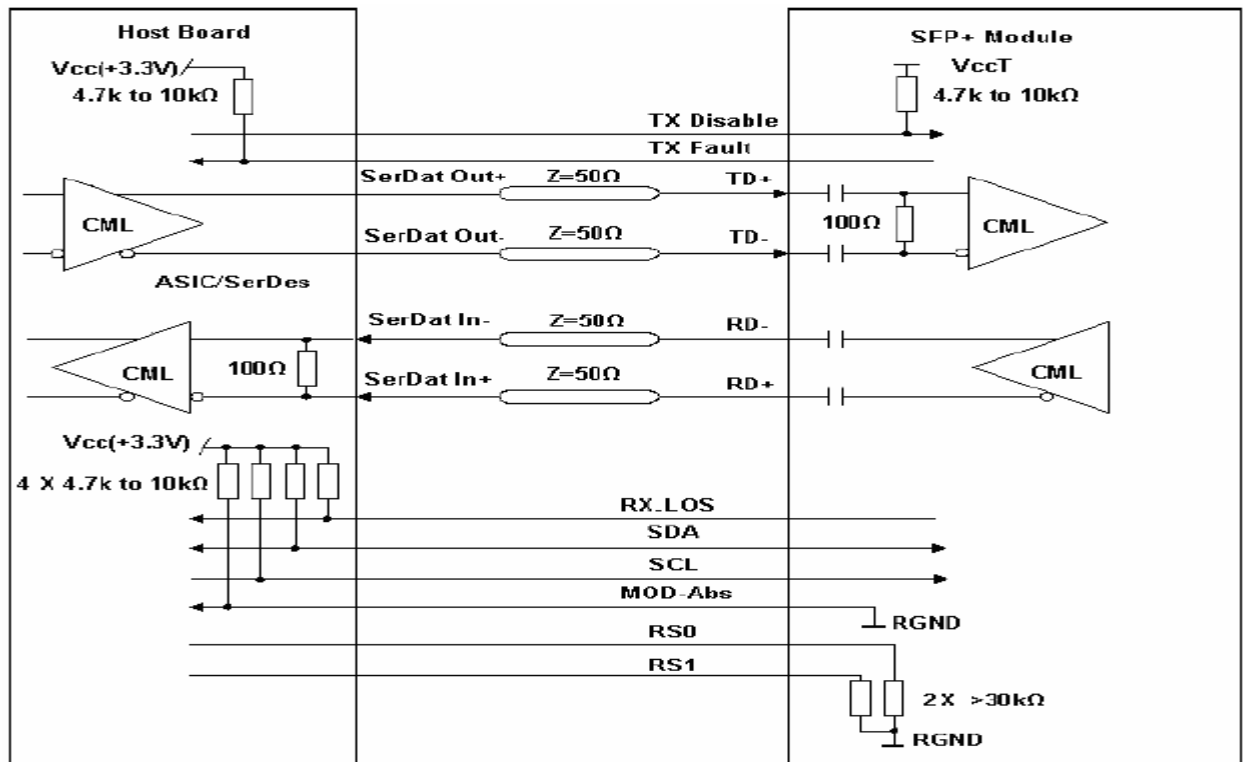 Host Board
SFP+ Module
Vcc(+3.3V)
4.7k to 10kΩ
VccT
4.7k to 10kΩ
TX Disable
TX Fault
SerDat Out+
Z=50Ω
TD+
CML
100Ω
CML
SerDat Out-
Z=50Ω
TD-
ASIC/SerDes
SerDat In-
Z=50Ω
RD-
CML
100Ω
CML
SerDat In+
Z=50Ω
RD+
Vcc(+3.3V)
4 X 4.7k to 10kΩ
RX_LOS
SDA
SCL
MOD-Abs
RGND
RS0
RS1
2X >30kΩ
RGND